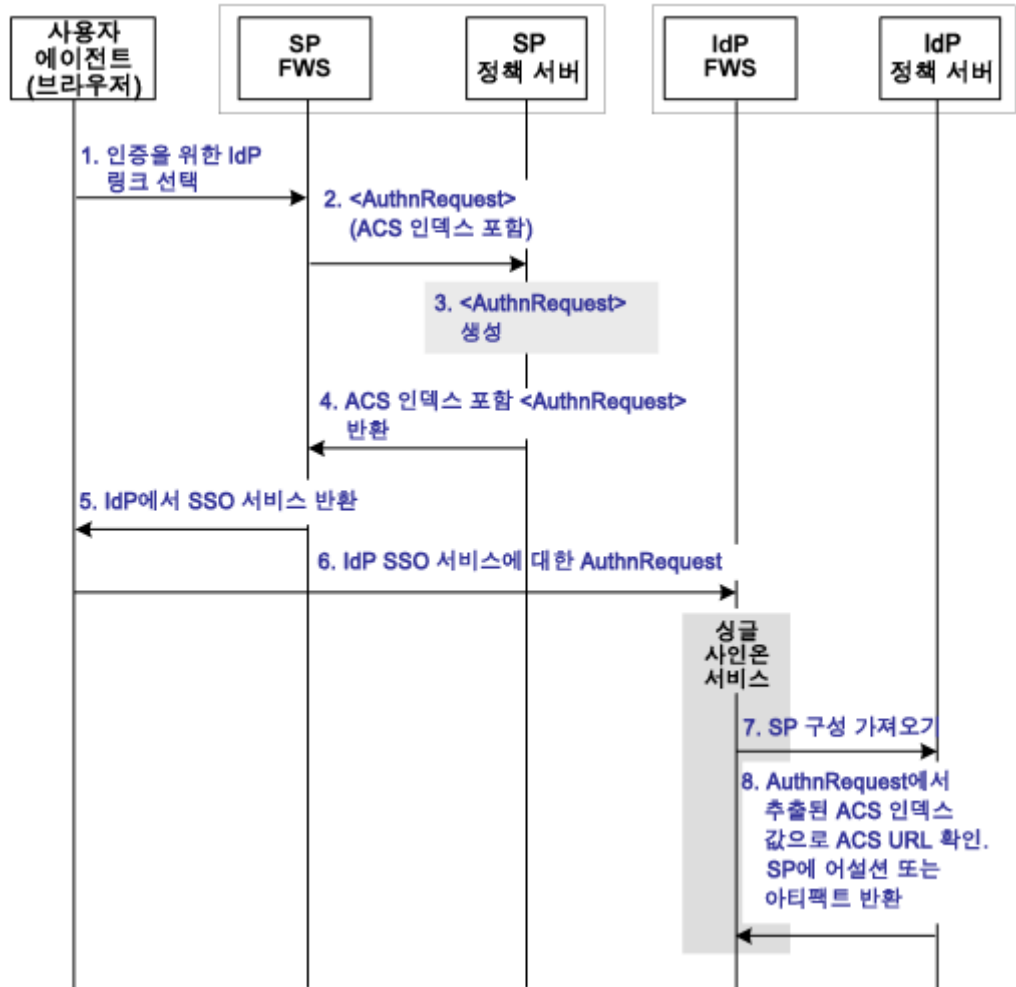 사용자
에이전트
(브라우저)
SP
FWS
SP
정책 서버
IdP
FWS
IdP
정책 서버
1. 인증을 위한 IdP
링크 선택
2. <AuthnRequest>
(ACS 인덱스 포함)
3. <AuthnRequest>
생성
4. ACS 인덱스 포함 <AuthnRequest>
반환
5. IdP에서 SSO 서비스 반환
6. IdP SSO 서비스에 대한 AuthnRequest
싱글
사인온
서비스
7. SP 구성 가져오기
8. AuthnRequest에서
추출된 ACS 인덱스
값으로 ACS URL 확인.
SP에 어설션 또는
아티팩트 반환